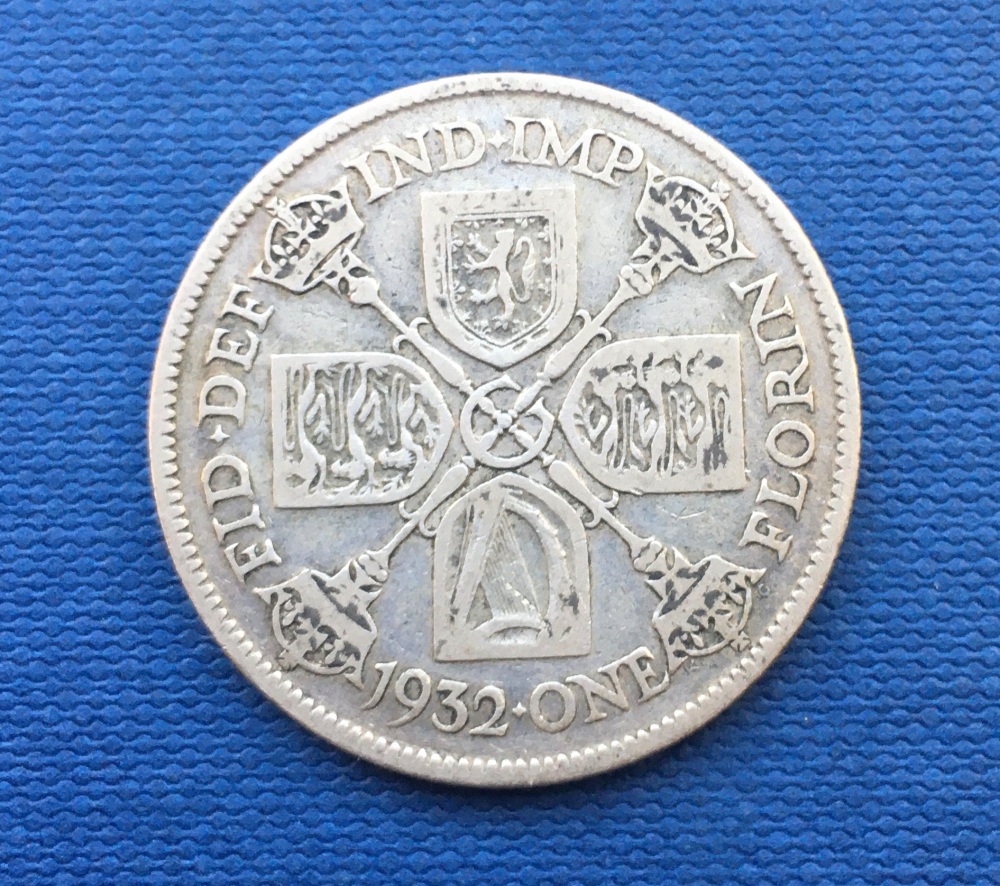 FID·DEF
IND·IMP
1932·ONE
FLORIN